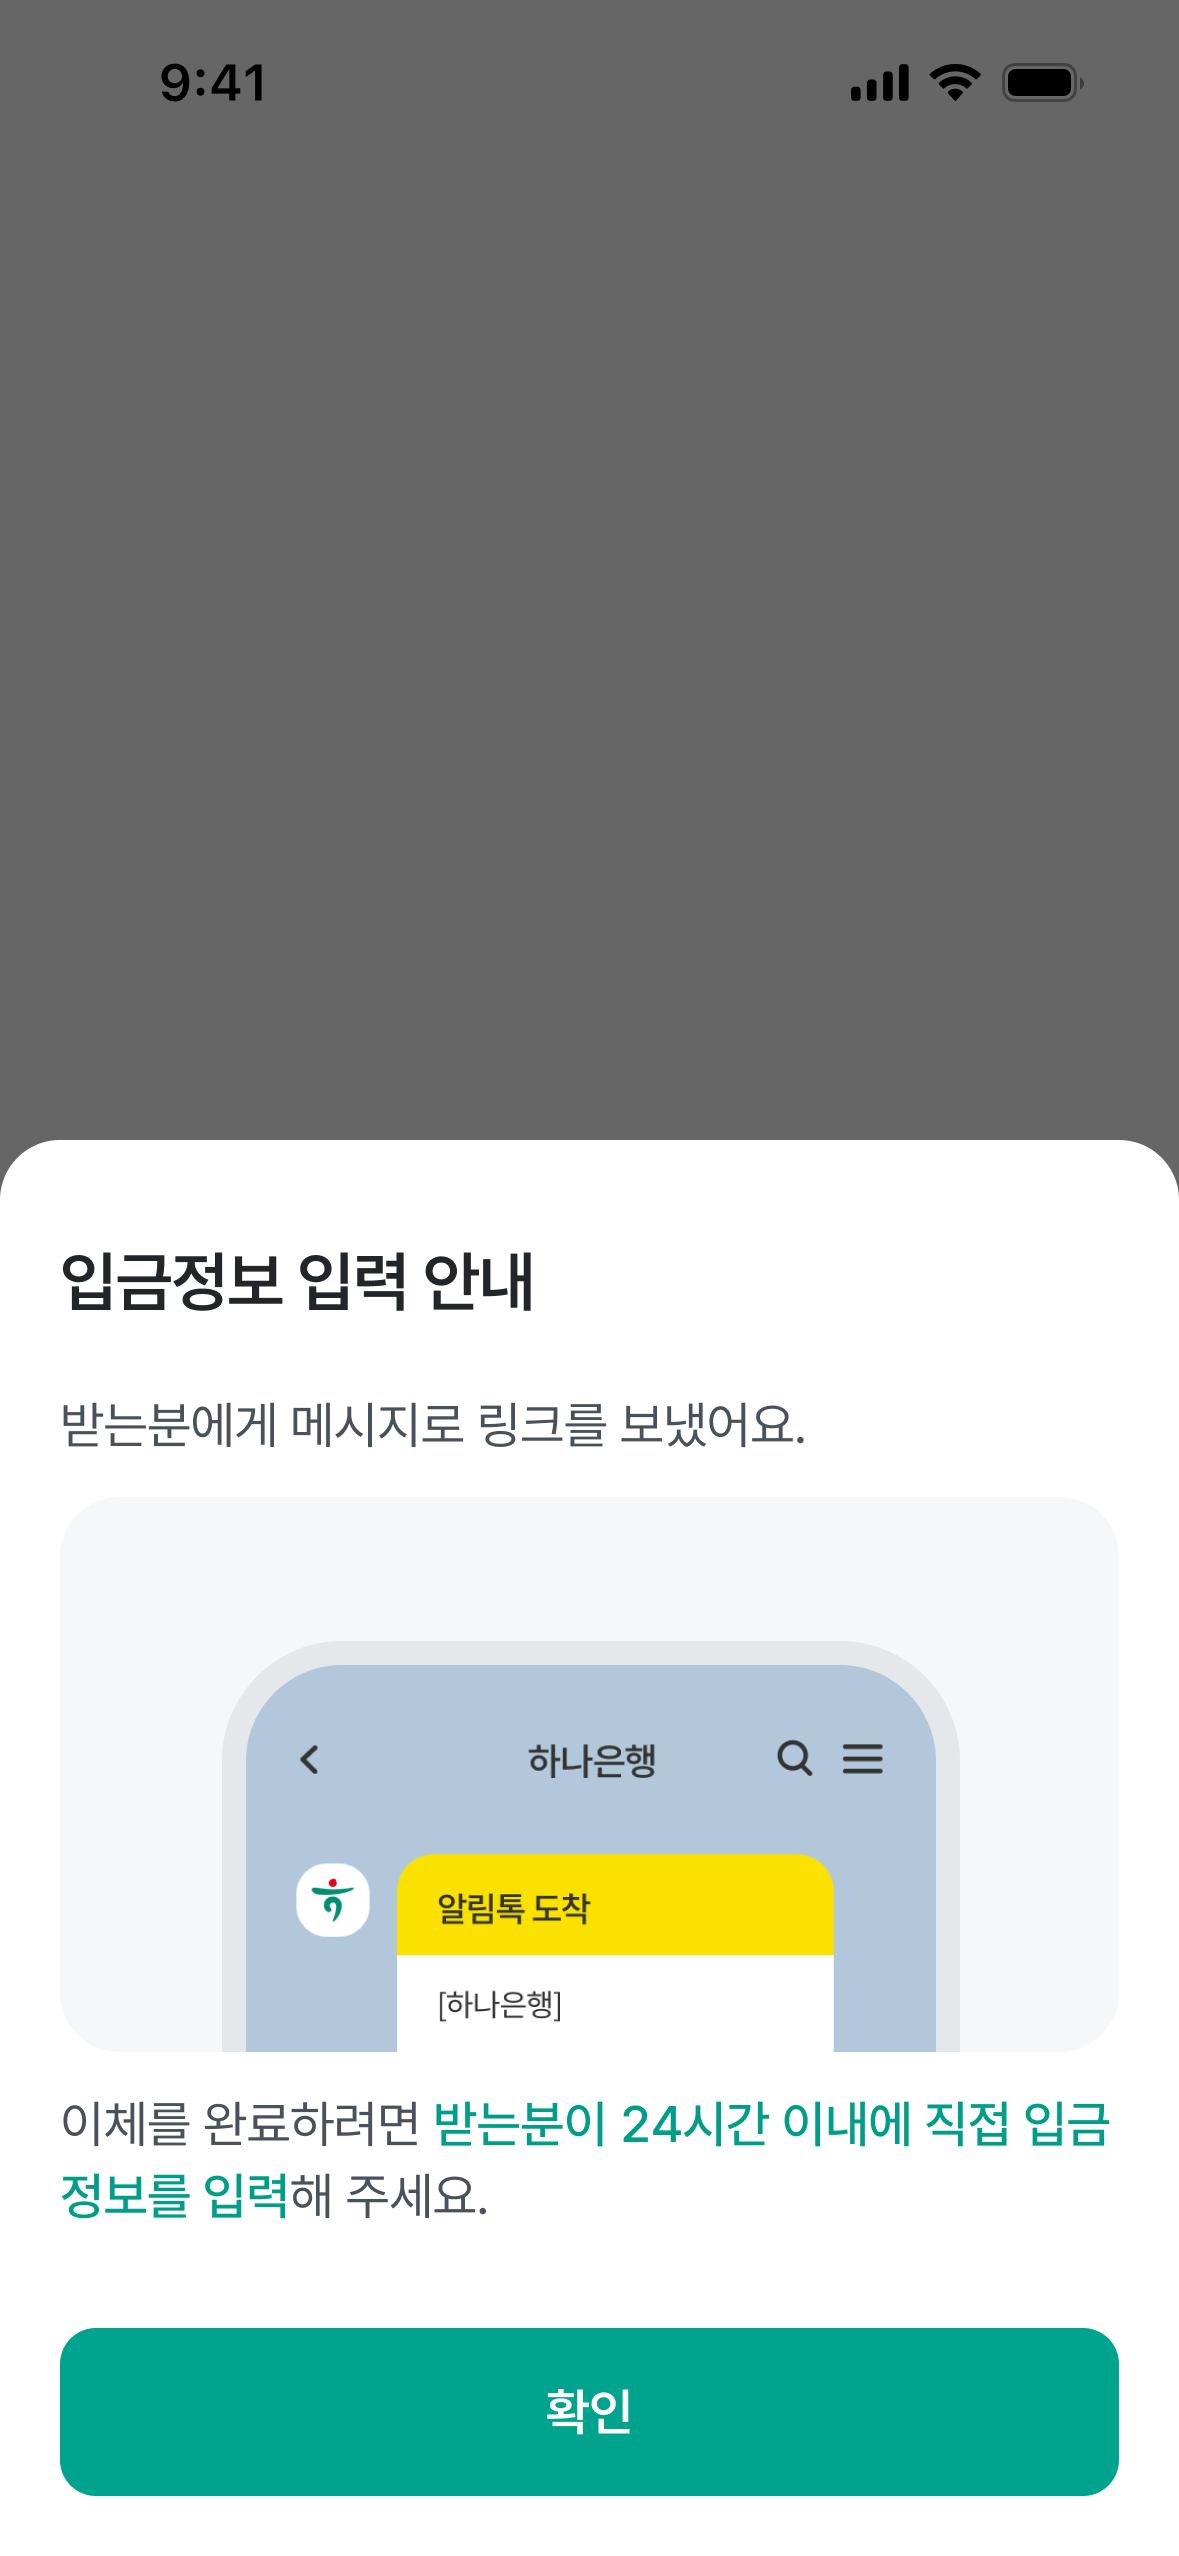 9:41
입금정보 입력 안내
받는분에게 메시지로 링크를 보냈어요.
하나은행
알림톡 도착
[하나은행]
이체를 완료하려면 받는분이 24시간 이내에 직접 입금
정보를 입력해 주세요.
확인